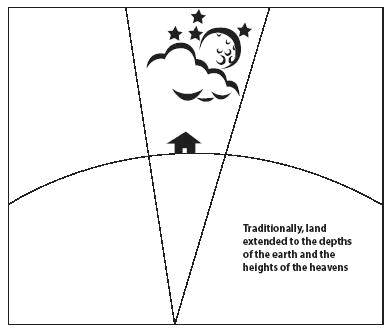 Traditionally, land
extended to the depths
of the earth and the
heights of the heavens